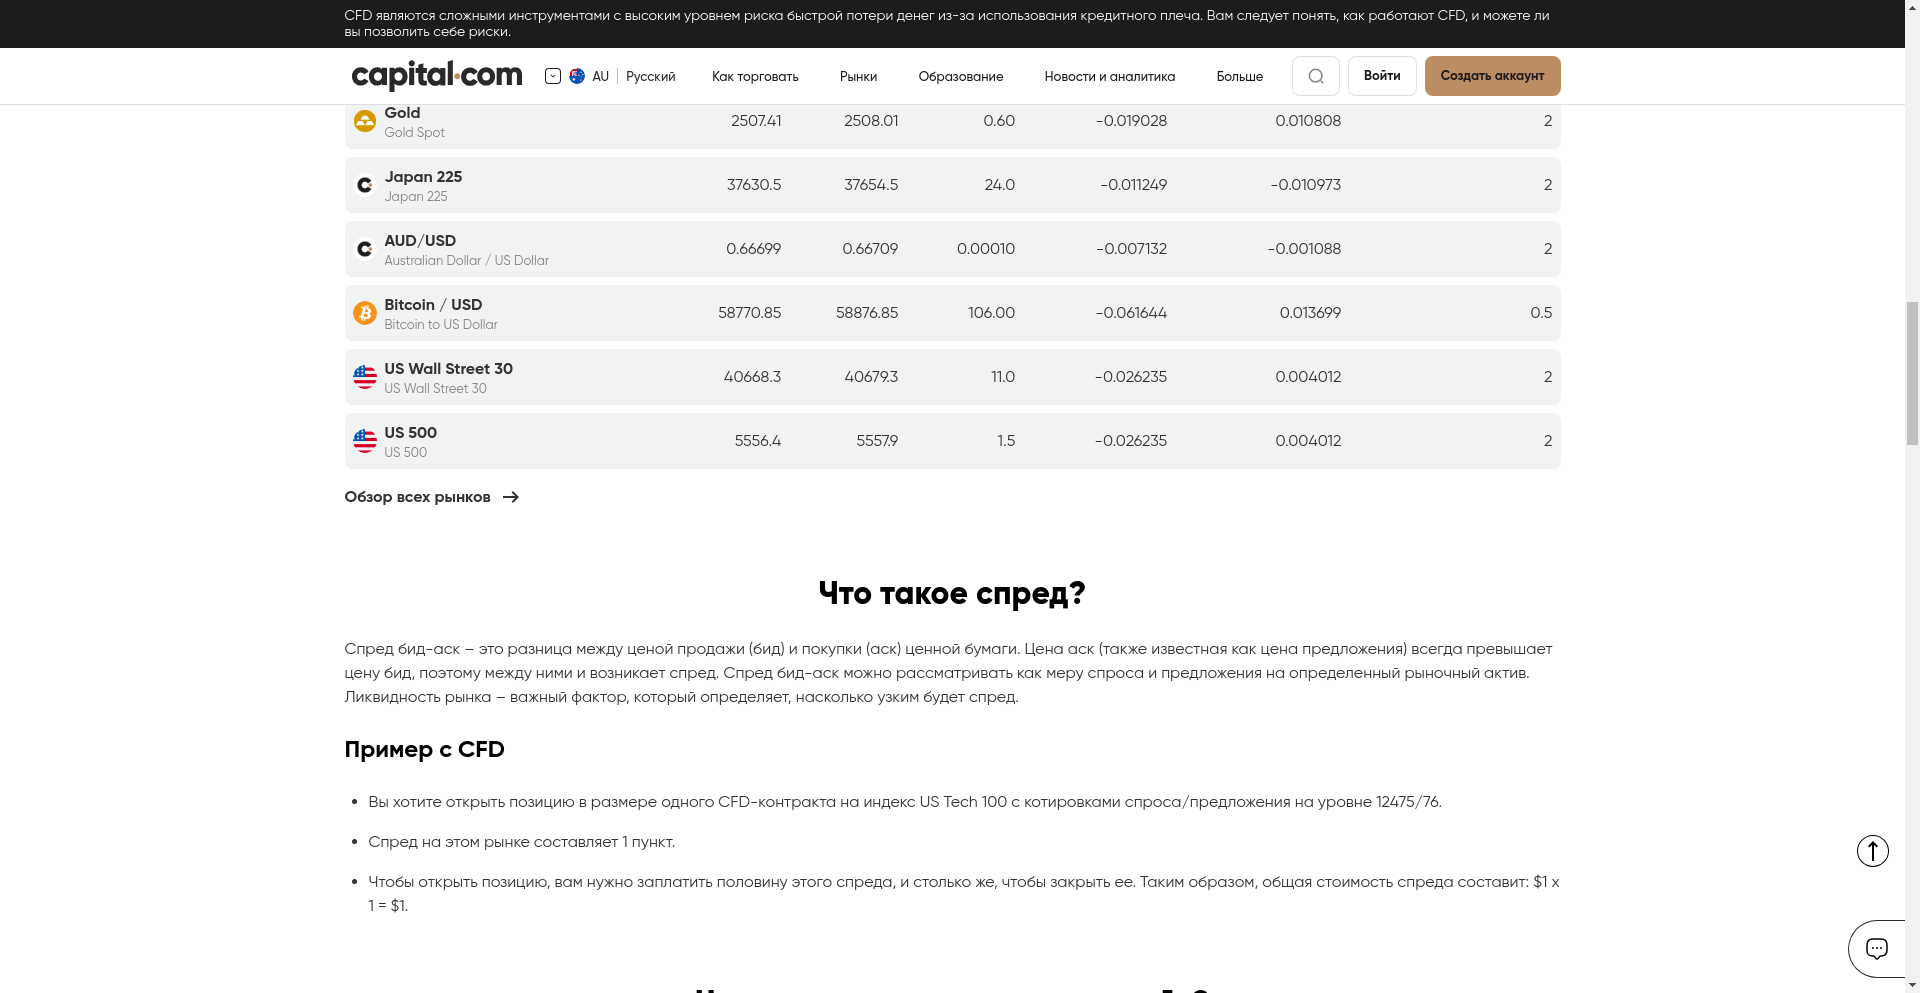 CFD являются сложными инструментами с высоким уровнем риска быстрой потери денег из-за использования кредитного плеча. Вам следует понять, как работают CFD, и можете ли
вы позволить себе риски.
capital.com AU Русский Как торговать Рынки Образование Новости и аналитика Больше Войти Создать аккаунт
Gold 2507.41 2508.01 0.60 -0.019028 0.010808 2
Gold Spot
Japan 225 37630.5 37654.5 24.0 -0.011249 -0.010973 2
Japan 225
AUD/USD 0.66699 0.66709 0.00010 -0.007132 -0.001088 2
Australian Dollar / US Dollar
Bitcoin / USD 58770.85 58876.85 106.00 -0.061644 0.013699 0.5
Bitcoin to US Dollar
US Wall Street 30 40668.3 40679.3 11.0 -0.026235 0.004012 2
US Wall Street 30
US 500 5556.4 5557.9 1.5 -0.026235 0.004012 2
US 500
Обзор всех рынков
Что такое спред?
Спред бид-аск – это разница между ценой продажи (бид) и покупки (аск) ценной бумаги. Цена аск (также известная как цена предложения) всегда превышает
цену бид, поэтому между ними и возникает спред. Спред бид-аск можно рассматривать как меру спроса и предложения на определенный рыночный актив.
Ликвидность рынка – важный фактор, который определяет, насколько узким будет спред.
Пример с CFD
Вы хотите открыть позицию в размере одного CFD-контракта на индекс US Tech 100 с котировками спроса/предложения на уровне 12475/76.
Спред на этом рынке составляет 1 пункт.
Чтобы открыть позицию, вам нужно заплатить половину этого спреда, и столько же, чтобы закрыть ее. Таким образом, общая стоимость спреда составит: $1 x
1 = $1.